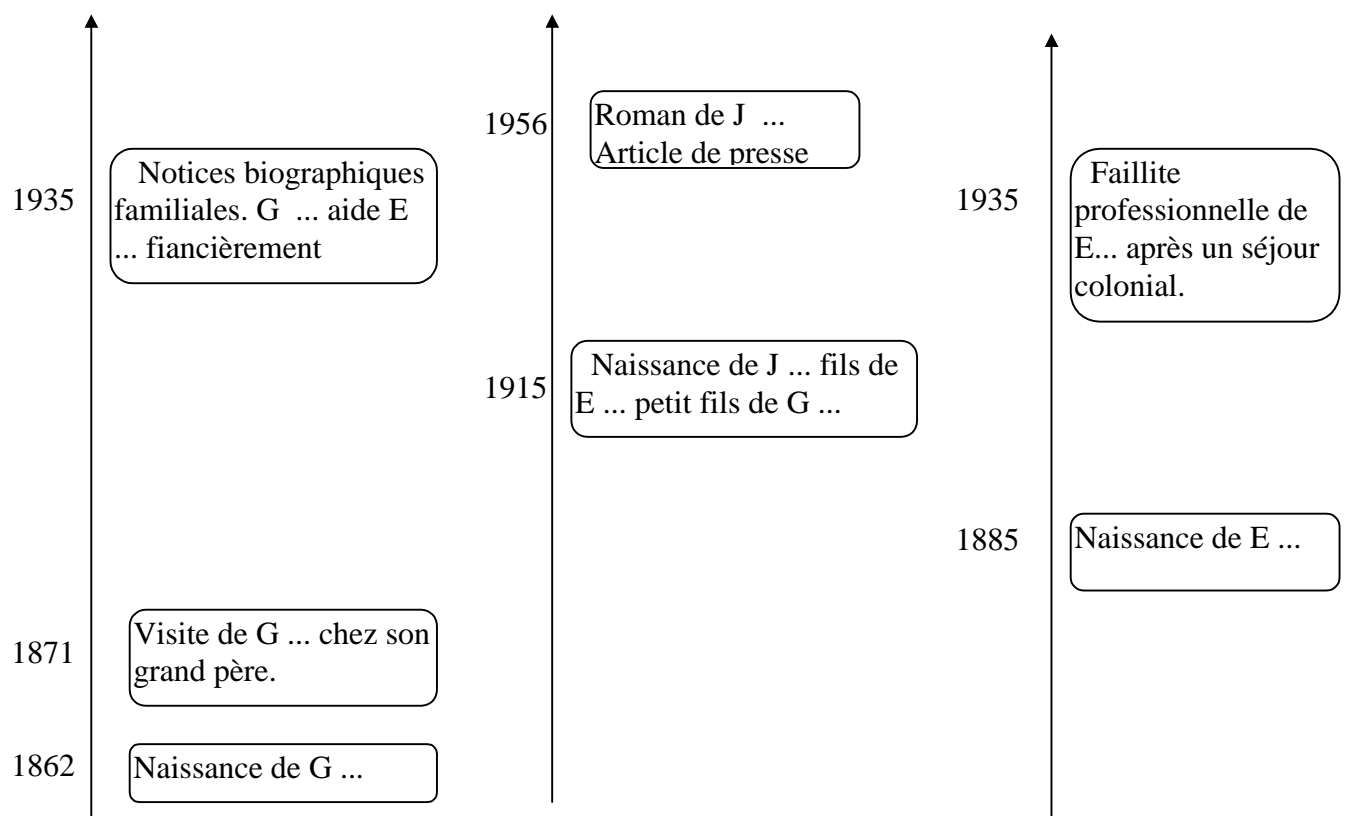 1935
Notices biographiques
familiales. G ... aide E
... fiancièrement
1871
Visite de G ... chez son
grand père.
1862
Naissance de G ...
1956
Roman de J ...
Article de presse
1915
Naissance de J ... fils de
E ... petit fils de G ...
1935
Faillite
professionnelle de
E... après un séjour
colonial.
1885
Naissance de E ...